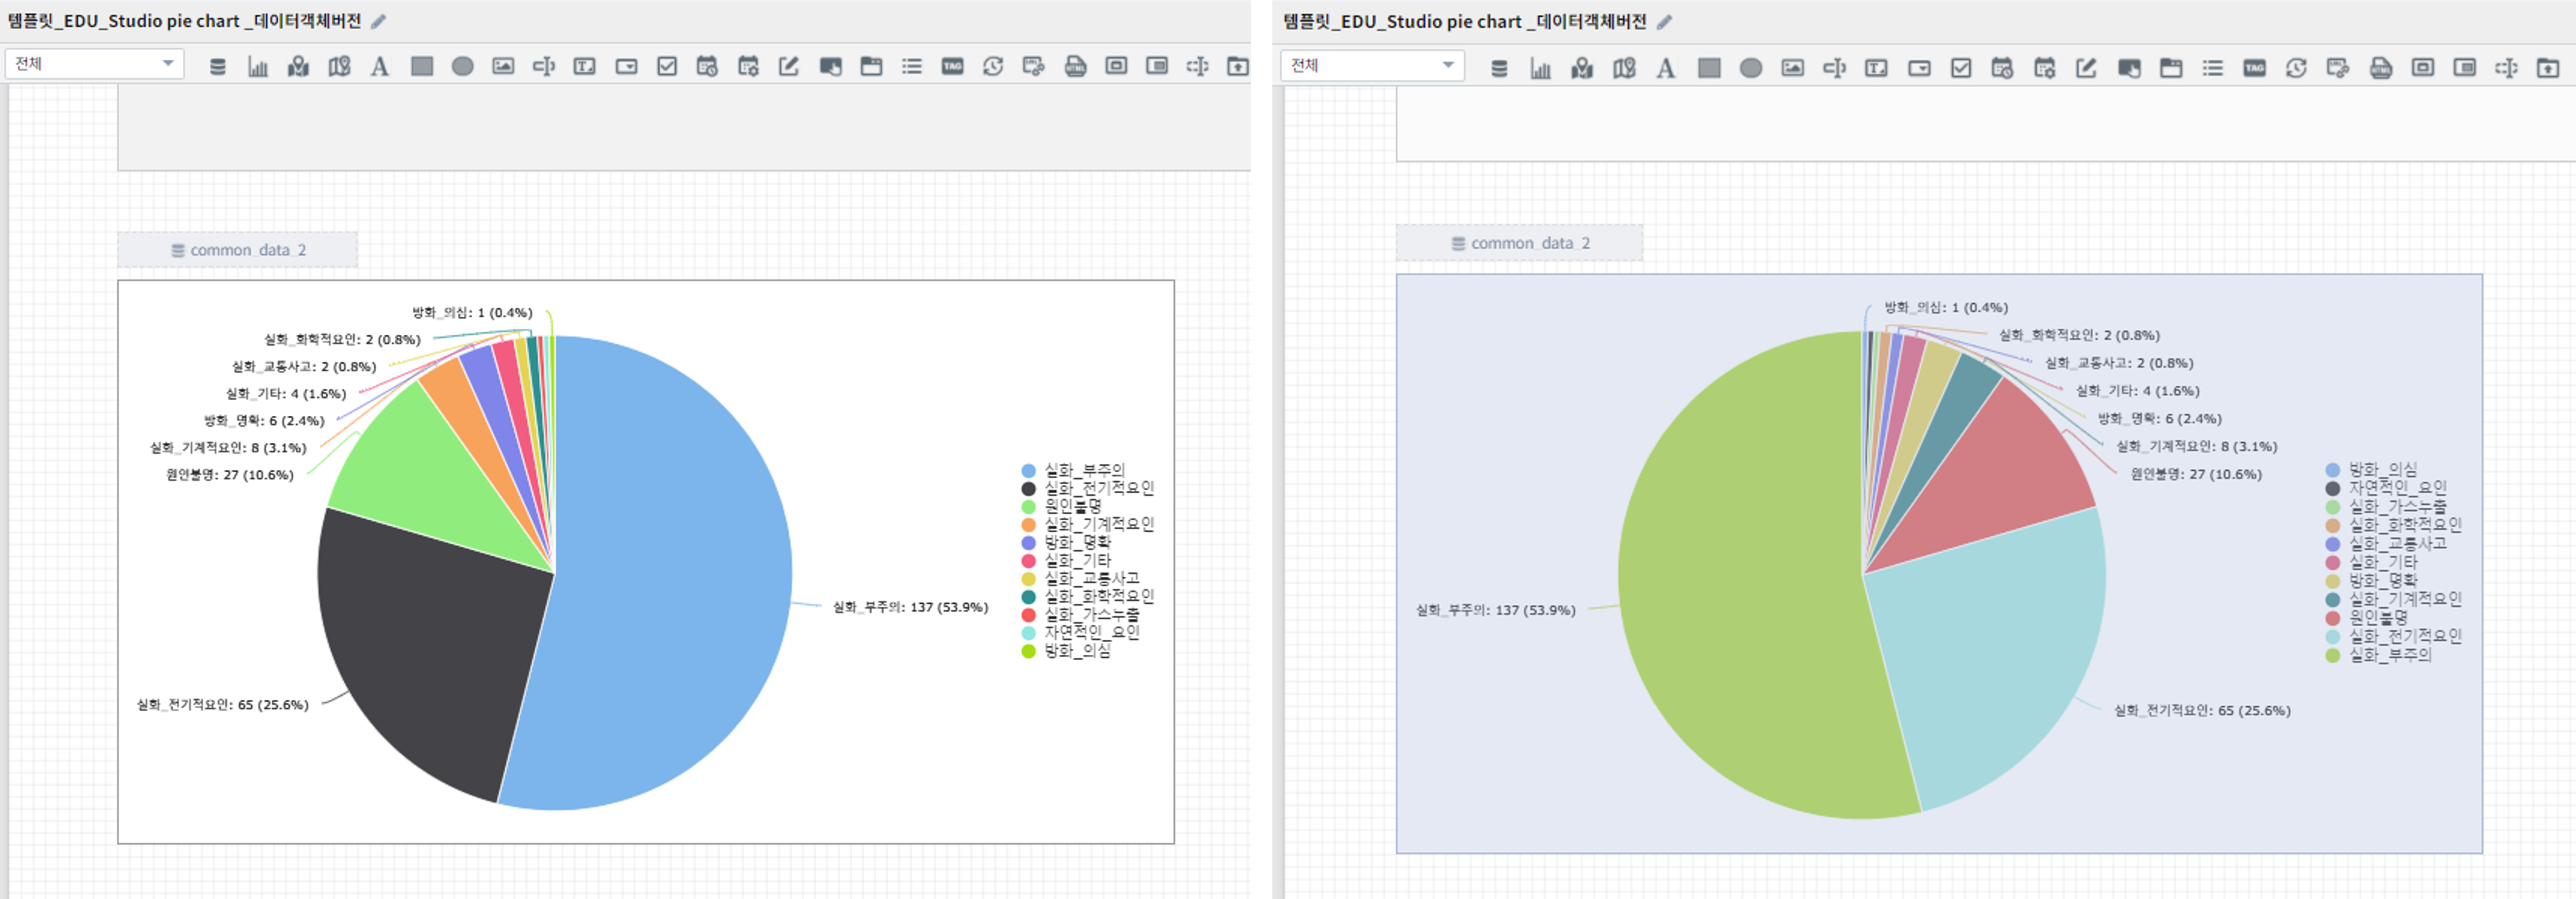 템플릿_EDU_Studio pie chart _데이터객체버전
전체
A
TAG
common_data_2
방화_의심: 1 (0.4%)
실화_화학적요인: 2 (0.8%)
실화_교통사고: 2 (0.8%)
실화_기타: 4 (1.6%)
방화_명확: 6 (2.4%)
실화_기계적요인: 8 (3.1%)
원인불명: 27 (10.6%)
실화_부주의: 137 (53.9%)
실화_전기적요인: 65 (25.6%)
실화_부주의
실화_전기적요인
원인불명
실화_기계적요인
방화_명확
실화_기타
실화_교통사고
실화_화학적요인
실화_가스누출
자연적인_요인
방화_의심
템플릿_EDU_Studio pie chart _데이터객체버전
전체
A
TAG
common_data_2
방화_의심: 1 (0.4%)
실화_화학적요인: 2 (0.8%)
실화_교통사고: 2 (0.8%)
실화_기타: 4 (1.6%)
방화_명확: 6 (2.4%)
실화_기계적요인: 8 (3.1%)
원인불명: 27 (10.6%)
실화_부주의: 137 (53.9%)
실화_전기적요인: 65 (25.6%)
방화_의심
자연적인_요인
실화_가스누출
실화_화학적요인
실화_교통사고
실화_기타
방화_명확
실화_기계적요인
원인불명
실화_전기적요인
실화_부주의